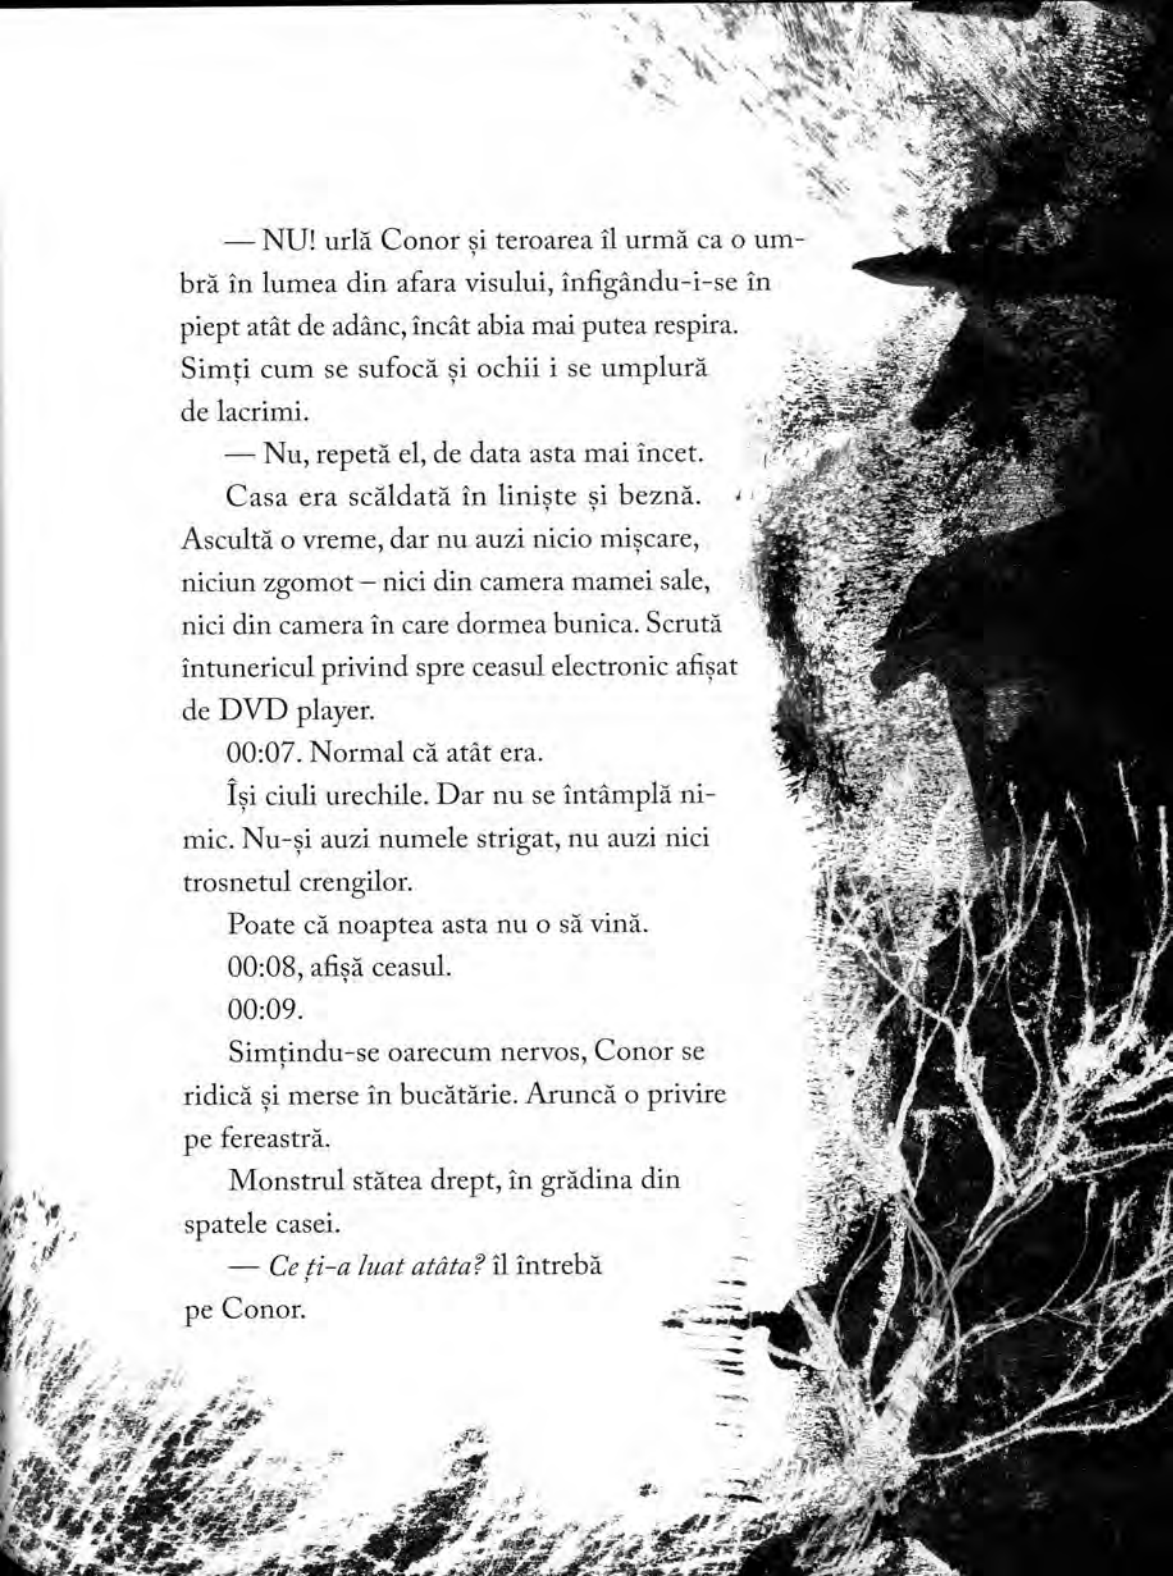 — NU! urlă Conor și teroarea îl urmă ca o um-
bră în lumea din afara visului, înfigându-i-se în
piept atât de adânc, încât abia mai putea respira.
Simți cum se sufocă și ochii i se umplură
de lacrimi.
— Nu, repetă el, de data asta mai încet.
Casa era scăldată în liniște și beznă.
Ascultă o vreme, dar nu auzi nicio mișcare,
niciun zgomot – nici din camera mamei sale,
nici din camera în care dormea bunica. Scrută
întunericul privind spre ceasul electronic afișat
de DVD player.
00:07. Normal că atât era.
Își ciuli urechile. Dar nu se întâmplă ni-
mic. Nu-și auzi numele strigat, nu auzi nici
trosnetul crengilor.
Poate că noaptea asta nu o să vină.
00:08, afișă ceasul.
00:09.
Simțindu-se oarecum nervos, Conor se
ridică și merse în bucătărie. Aruncă o privire
pe fereastră.
Monstrul stătea drept, în grădina din
spatele casei.
— Ce ți-a luat atâta? îl întrebă
pe Conor.